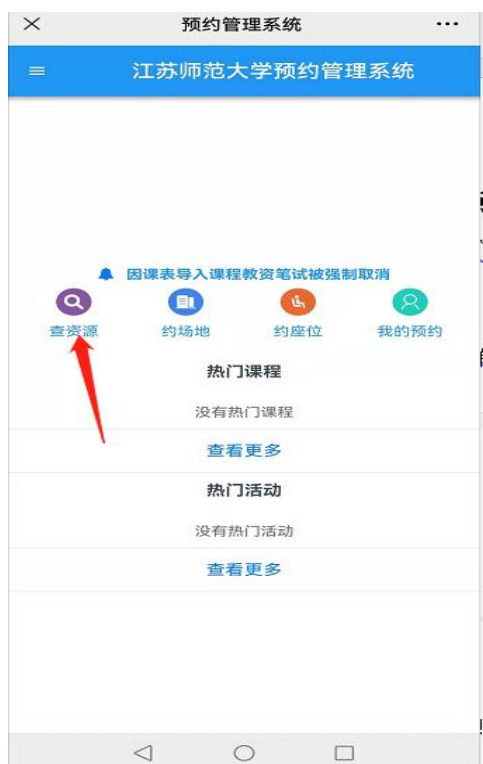 预约管理系统
江苏师范大学预约管理系统
因课表导入课程教资笔试被强制取消
查资源 约场地 约座位 我的预约
热门课程
没有热门课程
查看更多
热门活动
没有热门活动
查看更多